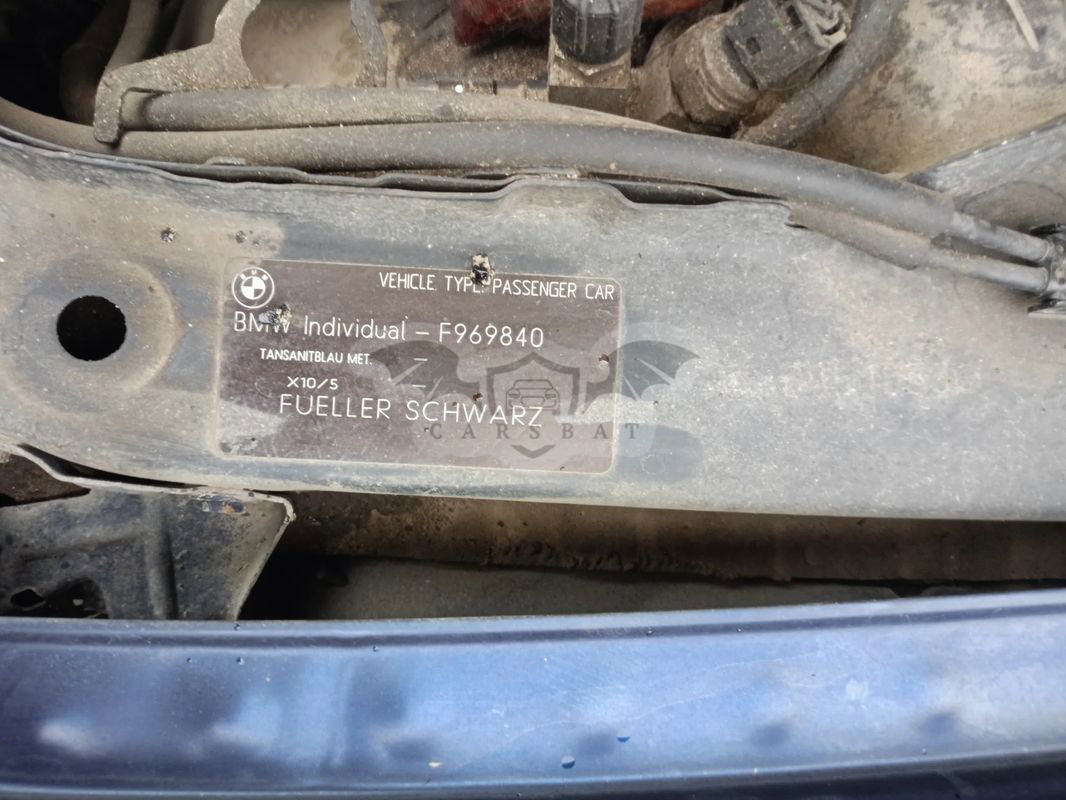 VEHICLE TYPE: PASSENGER CAR
BMW Individual - F969840
TANSANITBLAU MET. -
X10/5 -
FUELLER SCHWARZ
CARSBAT